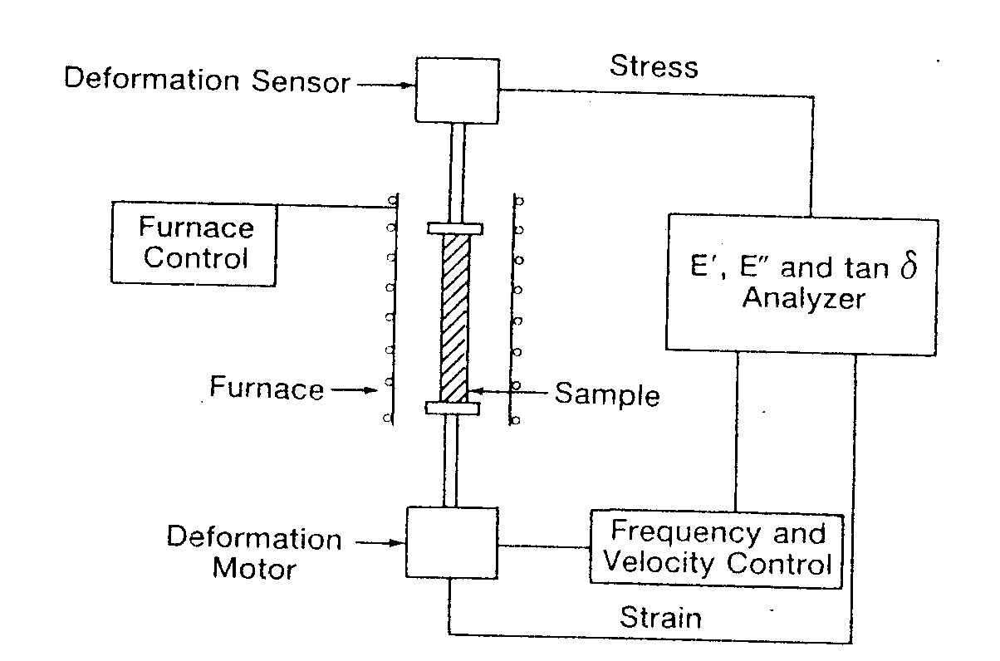 Deformation Sensor
Stress
Furnace
Control
E′, E″ and tan δ
Analyzer
Furnace
Sample
Deformation
Motor
Frequency and
Velocity Control
Strain